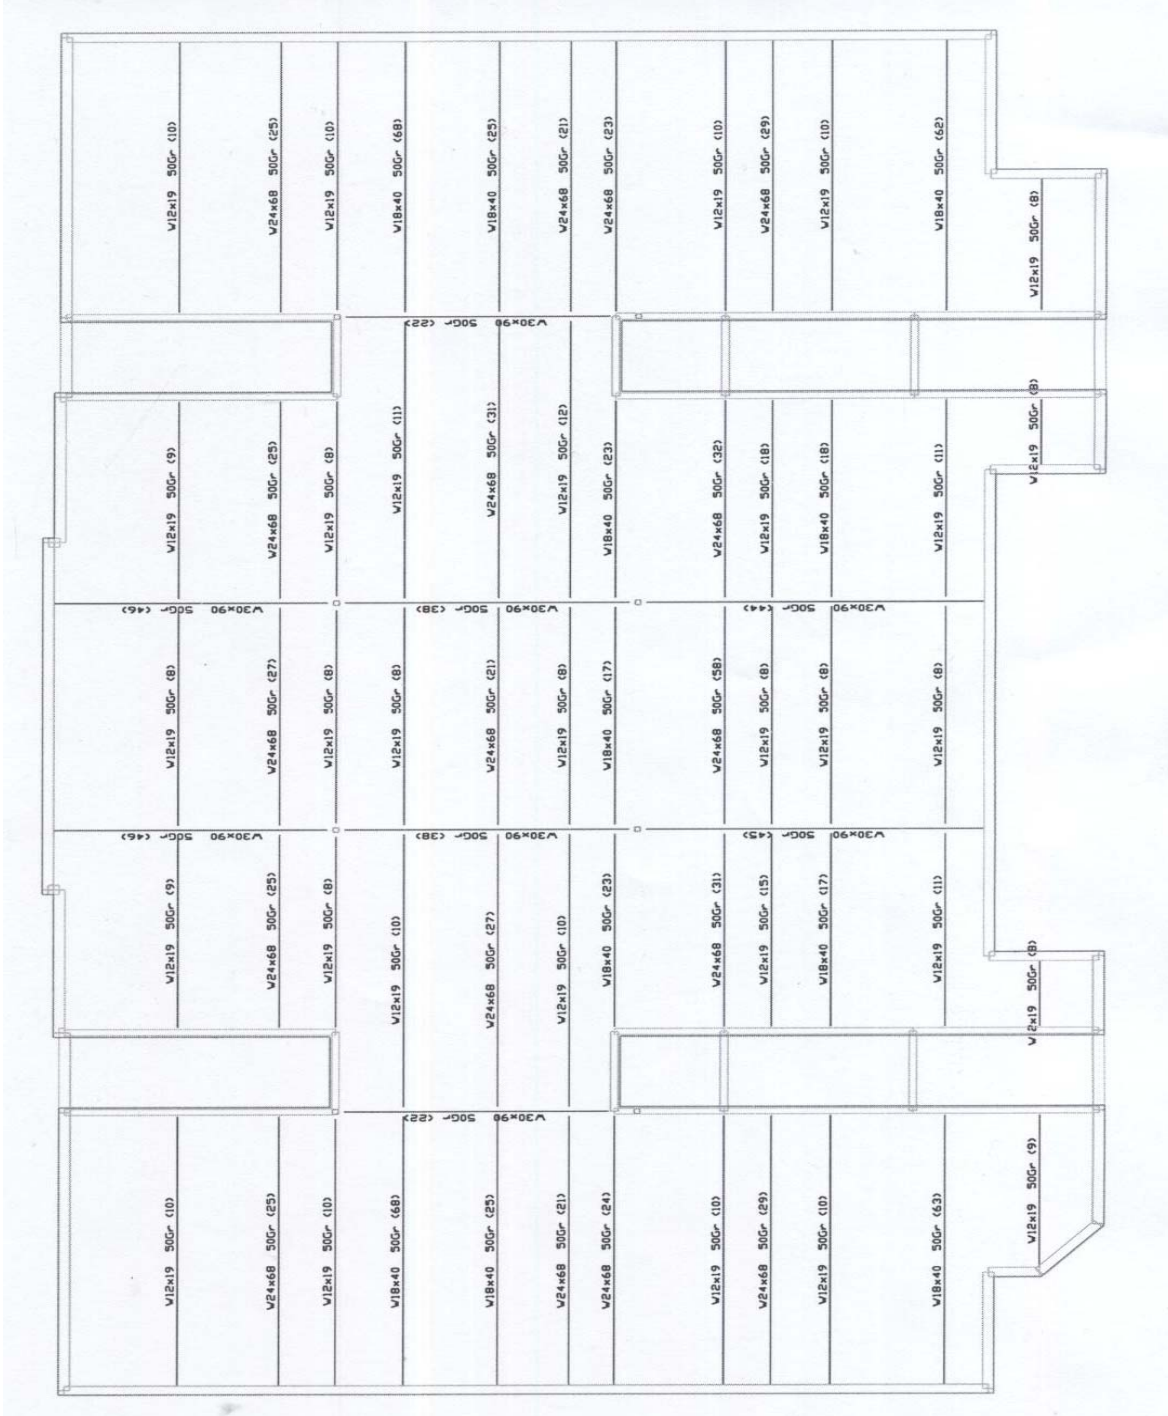 W12x19 50Gr (10)
W24x68 50Gr (25)
W12x19 50Gr (10)
W18x40 50Gr (68)
W18x40 50Gr (25)
W24x68 50Gr (21)
W24x68 50Gr (23)
W12x19 50Gr (10)
W24x68 50Gr (29)
W12x19 50Gr (10)
W18x40 50Gr (62)
W12x19 50Gr (8)
W30x90 50Gr (22)
W12x19 50Gr (9)
W24x68 50Gr (25)
W12x19 50Gr (8)
W12x19 50Gr (11)
W24x68 50Gr (31)
W12x19 50Gr (12)
W18x40 50Gr (23)
W24x68 50Gr (32)
W12x19 50Gr (18)
W18x40 50Gr (18)
W12x19 50Gr (11)
W12x19 50Gr (8)
W30x90 50Gr (46)
W30x90 50Gr (38)
W30x90 50Gr (44)
W12x19 50Gr (8)
W24x68 50Gr (27)
W12x19 50Gr (8)
W12x19 50Gr (8)
W24x68 50Gr (21)
W12x19 50Gr (8)
W18x40 50Gr (17)
W24x68 50Gr (58)
W12x19 50Gr (8)
W12x19 50Gr (8)
W12x19 50Gr (8)
W30x90 50Gr (46)
W30x90 50Gr (38)
W30x90 50Gr (45)
W12x19 50Gr (9)
W24x68 50Gr (25)
W12x19 50Gr (8)
W12x19 50Gr (10)
W24x68 50Gr (27)
W12x19 50Gr (10)
W18x40 50Gr (23)
W24x68 50Gr (31)
W12x19 50Gr (15)
W18x40 50Gr (17)
W12x19 50Gr (11)
W12x19 50Gr (8)
W30x90 50Gr (22)
W12x19 50Gr (10)
W24x68 50Gr (25)
W12x19 50Gr (10)
W18x40 50Gr (68)
W18x40 50Gr (25)
W24x68 50Gr (21)
W24x68 50Gr (24)
W12x19 50Gr (10)
W24x68 50Gr (29)
W12x19 50Gr (10)
W18x40 50Gr (63)
W12x19 50Gr (9)